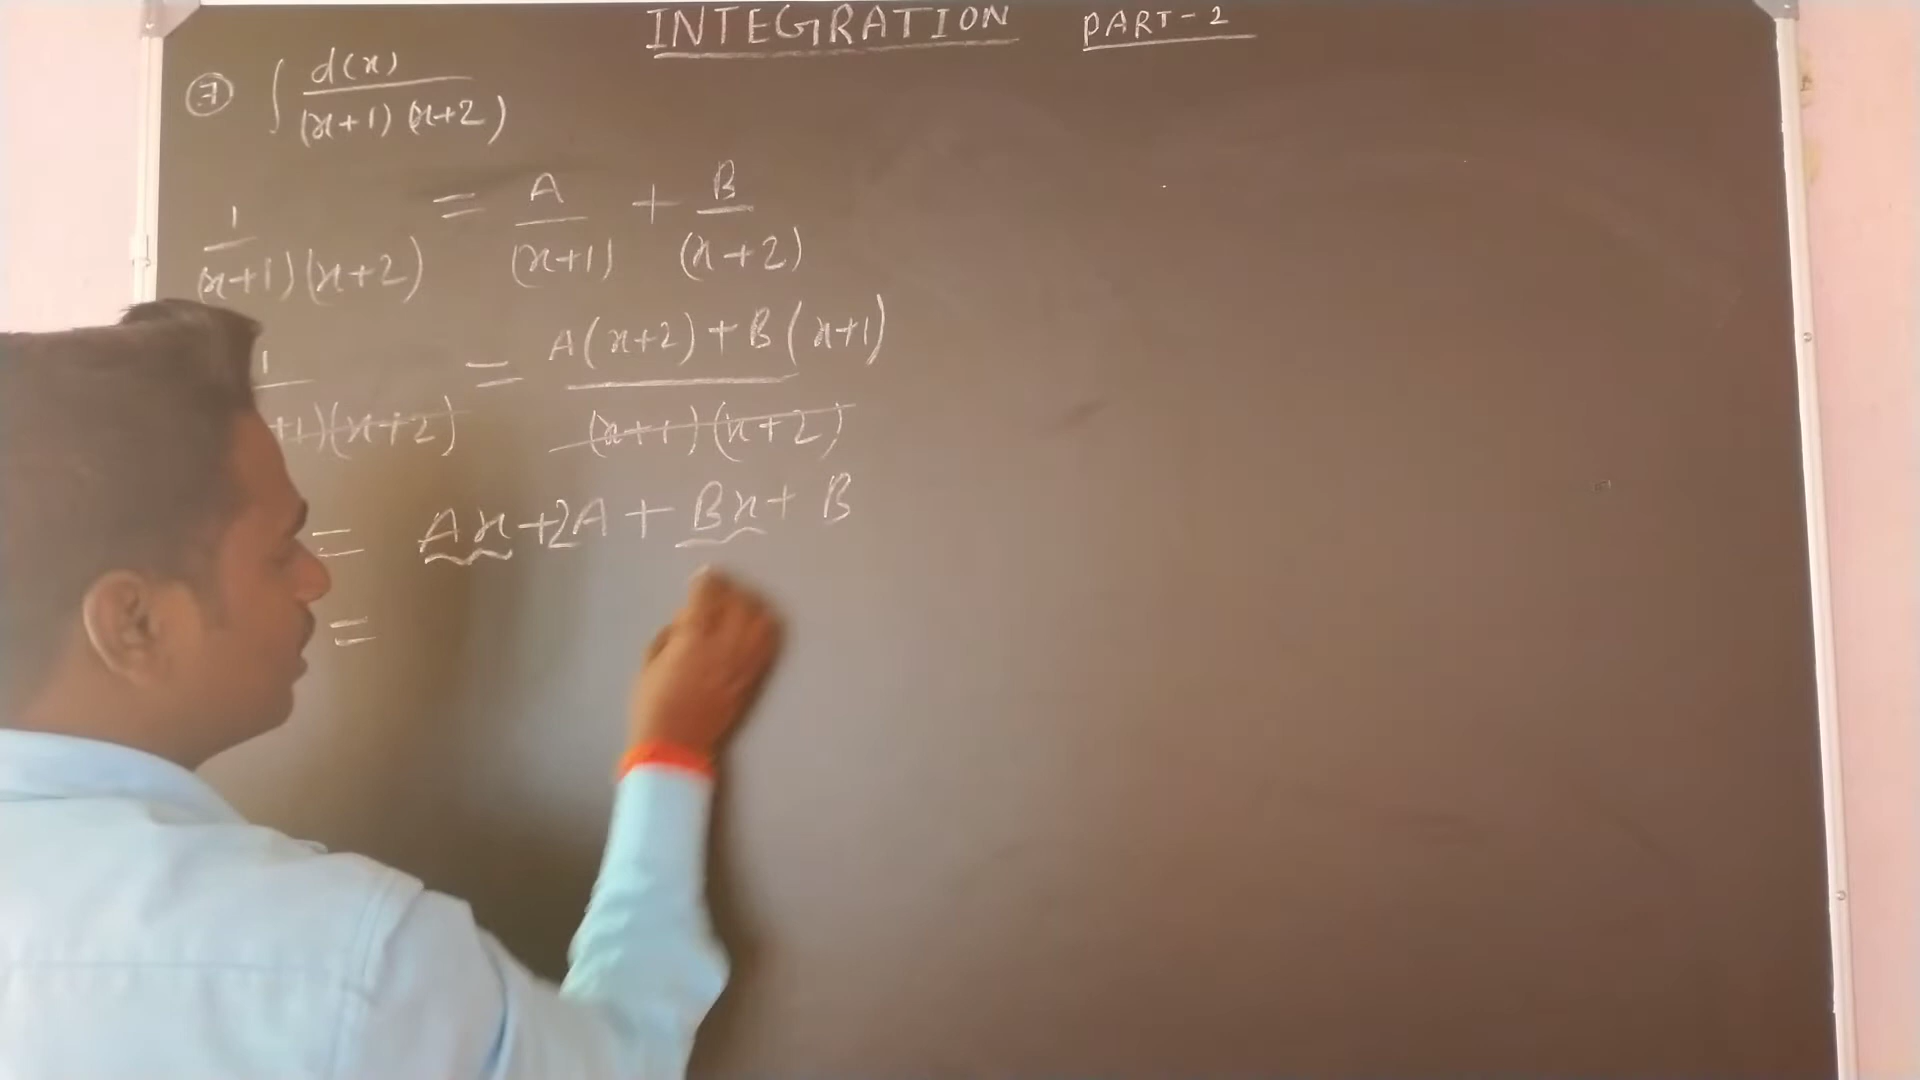 INTEGRATION PART-2
⑦ ∫ d(x) / (x+1)(x+2)
1 / (x+1)(x+2) = A / (x+1) + B / (x+2)
1 / +1)(x+2) = A(x+2)+B(x+1) / (x+1)(x+2)
= Ax+2A+Bx+B
=